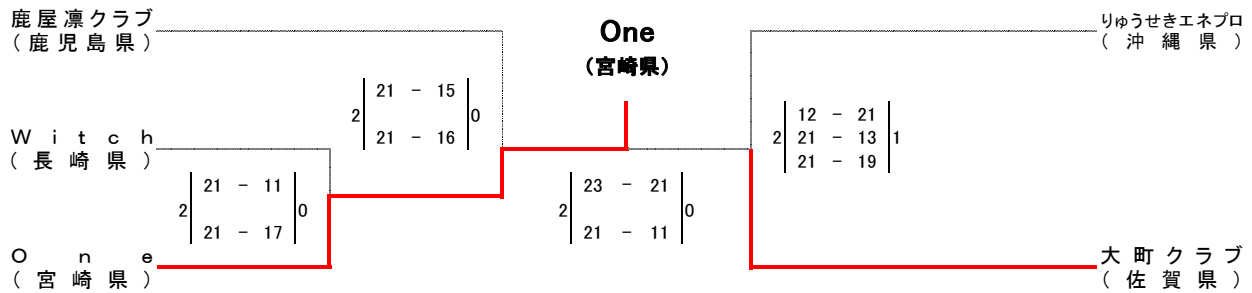 鹿屋凛クラブ
(鹿児島県)
One
(宮崎県)
りゅうせきエネプロ
(沖縄県)
2 21 - 15 0
21 - 16
2 12 - 21 1
21 - 13
21 - 19
Witch
(長崎県)
2 21 - 11 0
21 - 17
2 23 - 21 0
21 - 11
One
(宮崎県)
大町クラブ
(佐賀県)